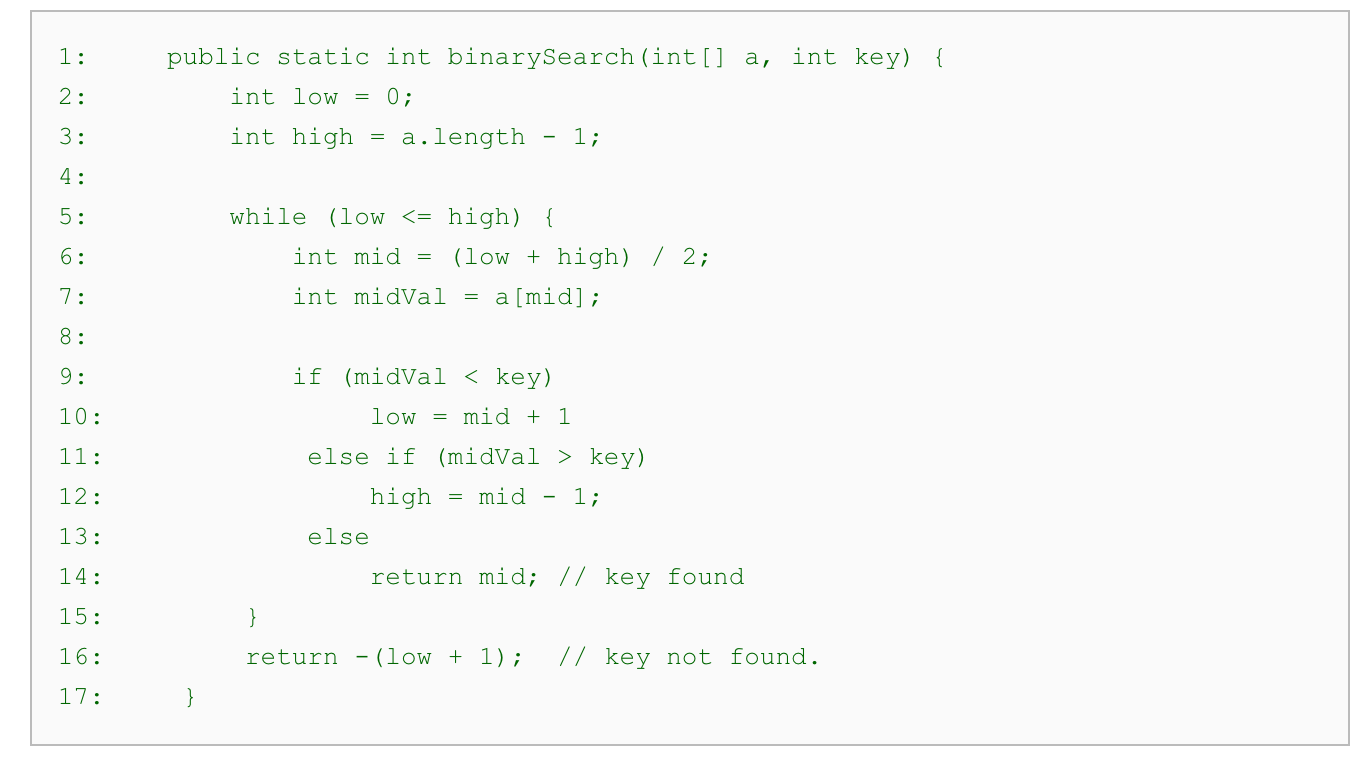 1:     public static int binarySearch(int[] a, int key) {
2:         int low = 0;
3:         int high = a.length - 1;
4:
5:         while (low <= high) {
6:             int mid = (low + high) / 2;
7:             int midVal = a[mid];
8:
9:             if (midVal < key)
10:                 low = mid + 1
11:             else if (midVal > key)
12:                 high = mid - 1;
13:             else
14:                 return mid; // key found
15:         }
16:         return -(low + 1);  // key not found.
17:     }